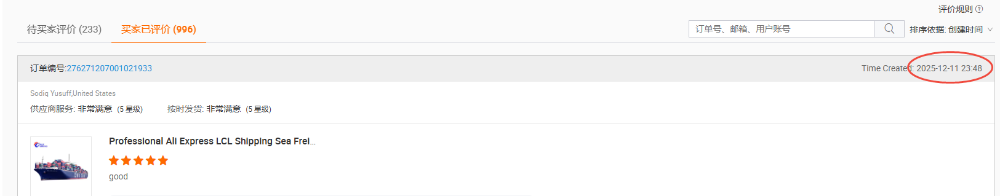 评价规则
待买家评价 (233) 买家已评价 (996) 订单号、邮箱、用户账号 排序依据: 创建时间
订单编号:276271207001021933 Time Created: 2025-12-11 23:48
Sodiq Yusuff,United States
供应商服务: 非常满意 (5 星级) 按时发货: 非常满意 (5 星级)
Professional Ali Express LCL Shipping Sea Frei...
good